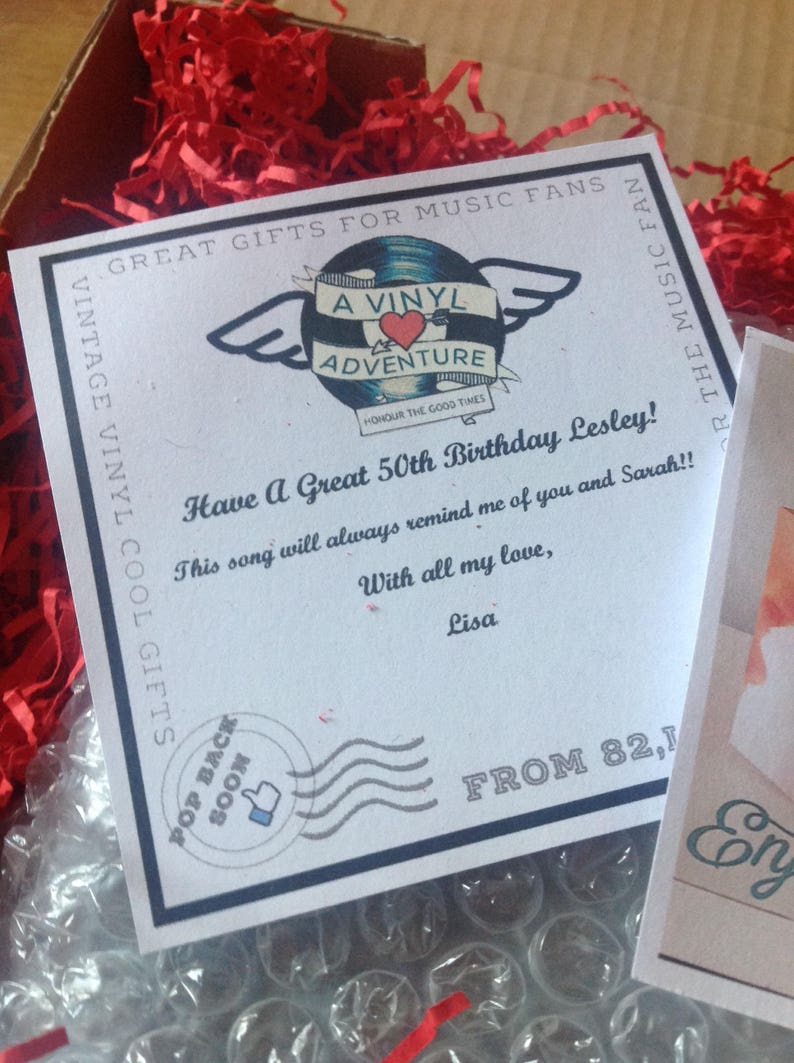 GREAT GIFTS FOR MUSIC FANS
VINTAGE VINYL COOL GIFTS
THE MUSIC FAN
A VINYL
ADVENTURE
HONOUR THE GOOD TIMES
Have A Great 50th Birthday Lesley!
This song will always remind me of you and Sarah!!
With all my love,
Lisa
POP BACK
SOON
FROM 82,